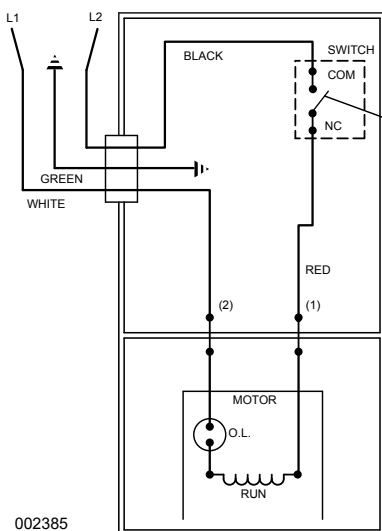 L1
L2
BLACK
SWITCH
COM
NC
GREEN
WHITE
RED
(2)
(1)
MOTOR
O.L.
RUN
002385